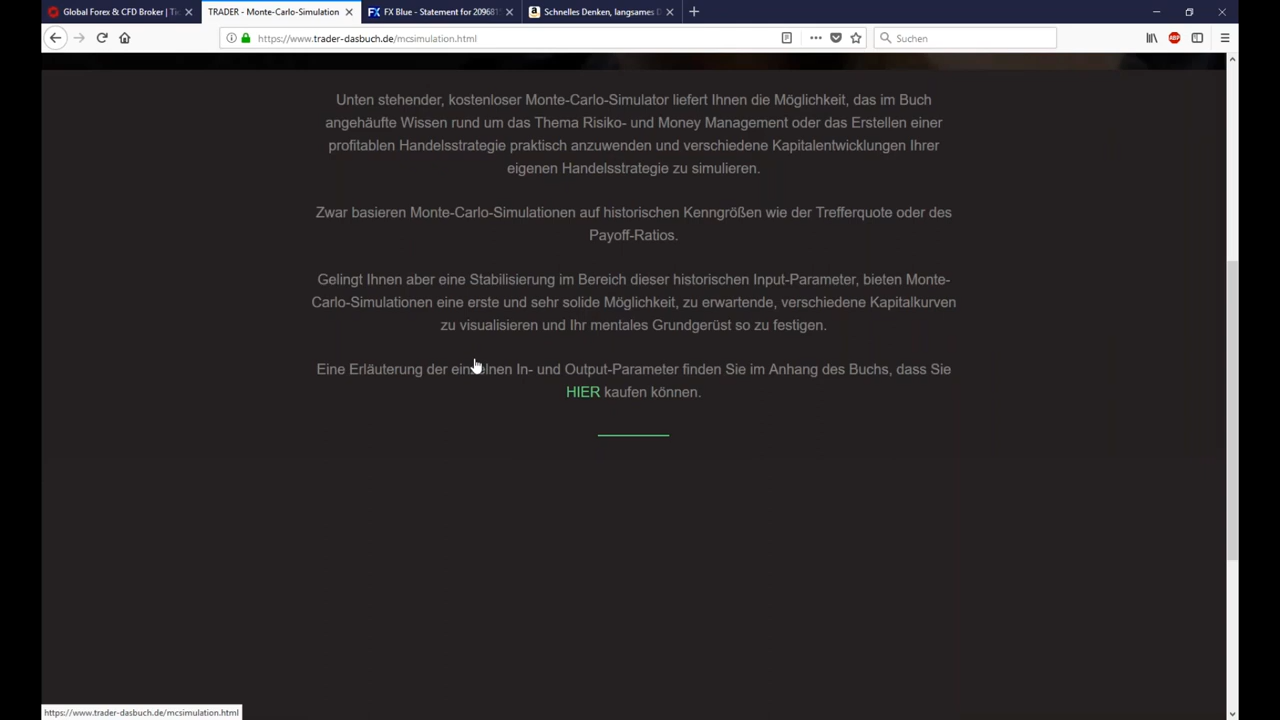 Global Forex & CFD Broker | Tic
TRADER - Monte-Carlo-Simulation
FX Blue - Statement for 209681
Schnelles Denken, langsames D
https://www.trader-dasbuch.de/mcsimulation.html
Suchen
ABP
Unten stehender, kostenloser Monte-Carlo-Simulator liefert Ihnen die Möglichkeit, das im Buch
angehäufte Wissen rund um das Thema Risiko- und Money Management oder das Erstellen einer
profitablen Handelsstrategie praktisch anzuwenden und verschiedene Kapitalentwicklungen Ihrer
eigenen Handelsstrategie zu simulieren.
Zwar basieren Monte-Carlo-Simulationen auf historischen Kenngrößen wie der Trefferquote oder des
Payoff-Ratios.
Gelingt Ihnen aber eine Stabilisierung im Bereich dieser historischen Input-Parameter, bieten Monte-
Carlo-Simulationen eine erste und sehr solide Möglichkeit, zu erwartende, verschiedene Kapitalkurven
zu visualisieren und Ihr mentales Grundgerüst so zu festigen.
Eine Erläuterung der einzelnen In- und Output-Parameter finden Sie im Anhang des Buchs, dass Sie
HIER kaufen können.
https://www.trader-dasbuch.de/mcsimulation.html